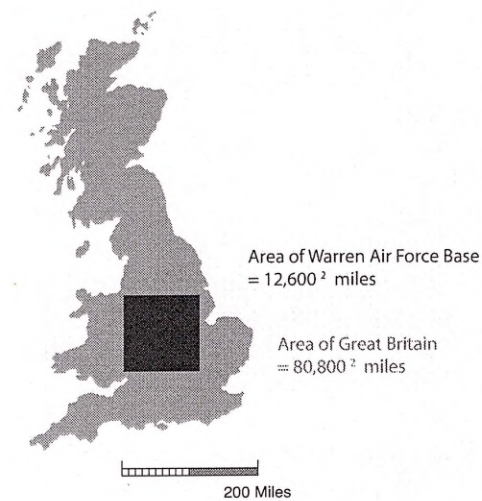 Area of Warren Air Force Base
= 12,600 ² miles
Area of Great Britain
= 80,800 ² miles
200 Miles